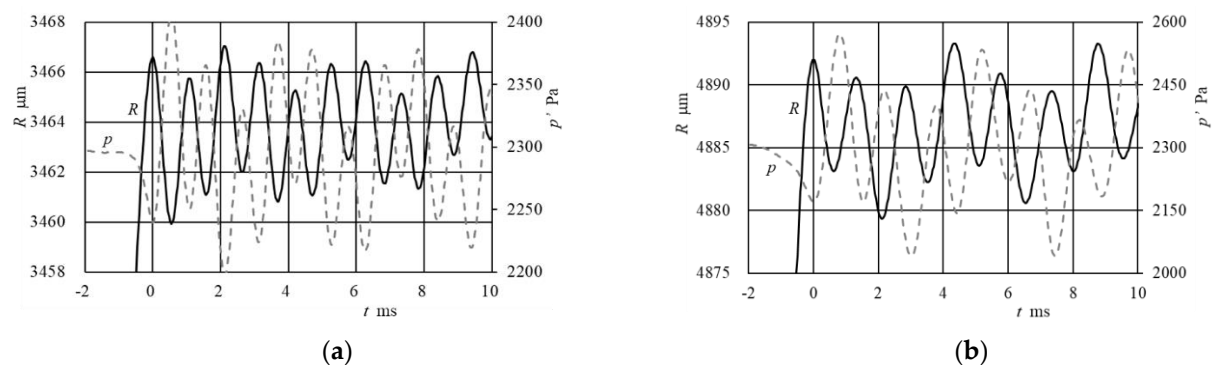 3468
3466
3464
3462
3460
3458
R μm
2400
2350
2300
2250
2200
p' Pa
R
p
-2 0 2 4 6 8 10
t ms
(a)
4895
4890
4885
4880
4875
R μm
2600
2450
2300
2150
2000
p' Pa
R
p
-2 0 2 4 6 8 10
t ms
(b)